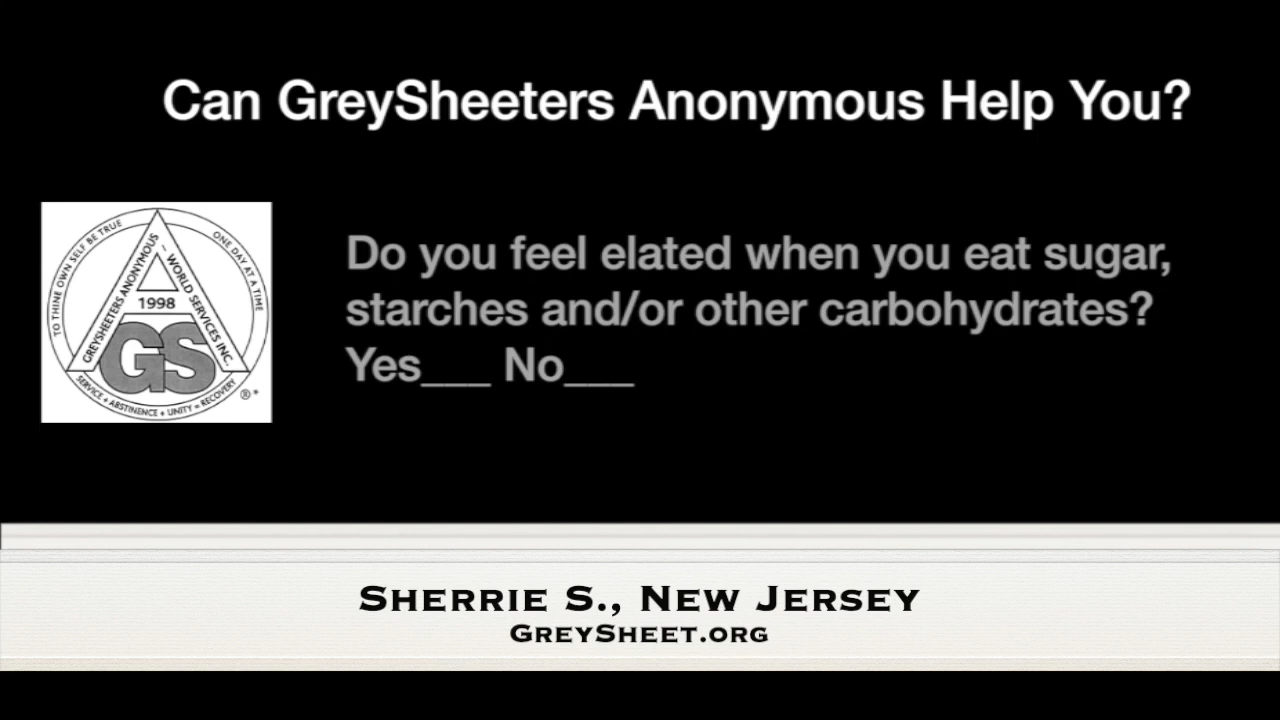 Can GreySheeters Anonymous Help You?
TO THINE OWN SELF BE TRUE
ONE DAY AT A TIME
GREYSHEETERS ANONYMOUS – WORLD SERVICES INC.
1998
GS
SERVICE + ABSTINENCE + UNITY = RECOVERY
®*
Do you feel elated when you eat sugar,
starches and/or other carbohydrates?
Yes___ No___
SHERRIE S., NEW JERSEY
GREYSHEET.ORG